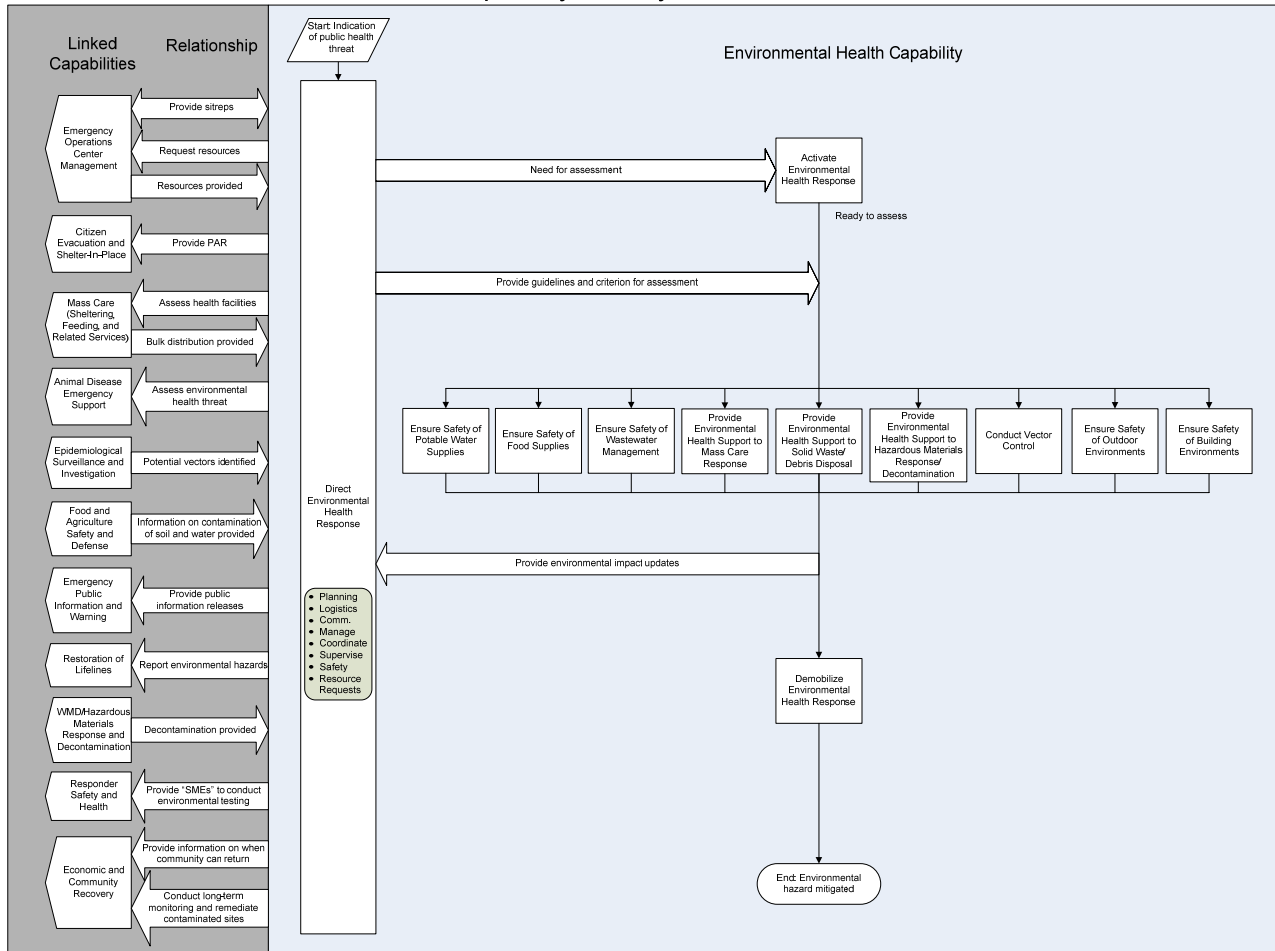 Linked
Capabilities
Relationship
Emergency
Operations
Center
Management
Provide sitreps
Request resources
Resources provided
Citizen
Evacuation and
Shelter-In-Place
Provide PAR
Mass Care
(Sheltering,
Feeding, and
Related Services)
Assess health facilities
Bulk distribution provided
Animal Disease
Emergency
Support
Assess environmental
health threat
Epidemiological
Surveillance and
Investigation
Potential vectors identified
Food and
Agriculture
Safety and
Defense
Information on contamination
of soil and water provided
Emergency
Public
Information and
Warning
Provide public
information releases
Restoration of
Lifelines
Report environmental hazards
WMD/Hazardous
Materials
Response and
Decontamination
Decontamination provided
Responder
Safety and
Health
Provide "SMEs" to conduct
environmental testing
Economic and
Community
Recovery
Provide information on when
community can return
Conduct long-term
monitoring and remediate
contaminated sites
Start: Indication
of public health
threat
Direct
Environmental
Health
Response
• Planning
• Logistics
• Comm.
• Manage
• Coordinate
• Supervise
• Safety
• Resource
Requests
Environmental Health Capability
Need for assessment
Activate
Environmental
Health Response
Ready to assess
Provide guidelines and criterion for assessment
Ensure Safety of
Potable Water
Supplies
Ensure Safety of
Food Supplies
Ensure Safety of
Wastewater
Management
Provide
Environmental
Health Support to
Mass Care
Response
Provide
Environmental
Health Support to
Solid Waste/
Debris Disposal
Provide
Environmental
Health Support to
Hazardous Materials
Response/
Decontamination
Conduct Vector
Control
Ensure Safety
of Outdoor
Environments
Ensure Safety
of Building
Environments
Provide environmental impact updates
Demobilize
Environmental
Health Response
End: Environmental
hazard mitigated